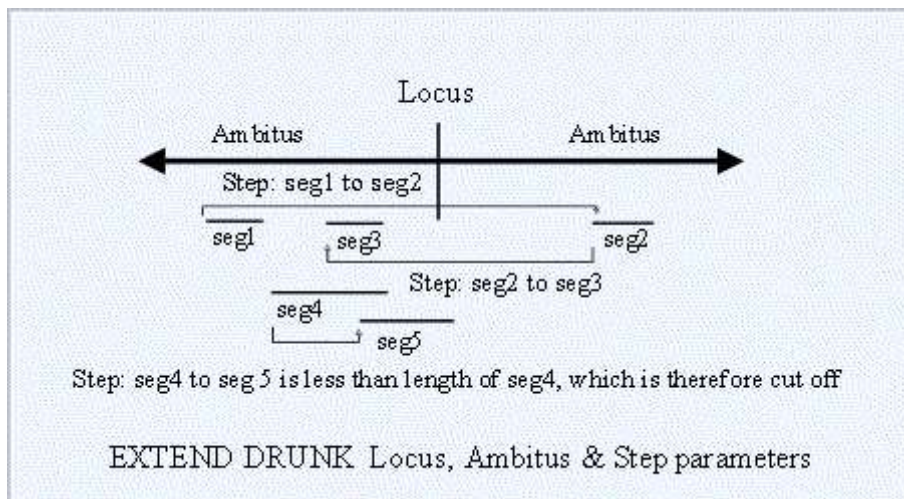 Locus
Ambitus Ambitus
Step: seg1 to seg2
seg1 seg3 seg2
Step: seg2 to seg3
seg4
seg5
Step: seg4 to seg 5 is less than length of seg4, which is therefore cut off
EXTEND DRUNK Locus, Ambitus & Step parameters